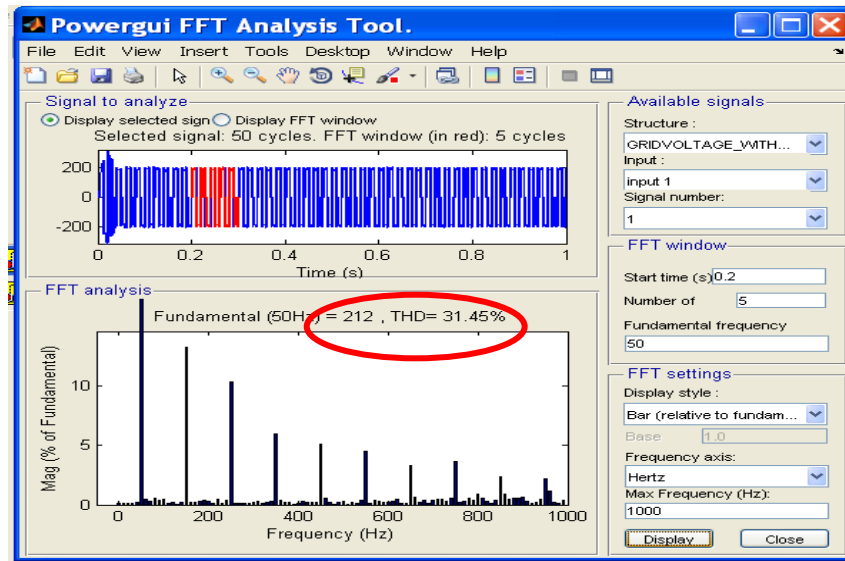 Powergui FFT Analysis Tool.
File Edit View Insert Tools Desktop Window Help
Signal to analyze
Display selected sign Display FFT window
Selected signal: 50 cycles. FFT window (in red): 5 cycles
200
0
-200
0 0.2 0.4 0.6 0.8 1
Time (s)
FFT analysis
Fundamental (50Hz) = 212 , THD= 31.45%
Mag (% of Fundamental)
10
5
0
0 200 400 600 800 1000
Frequency (Hz)
Available signals
Structure :
GRIDVOLTAGE_WITH...
Input :
input 1
Signal number:
1
FFT window
Start time (s) 0.2
Number of 5
Fundamental frequency
50
FFT settings
Display style :
Bar (relative to fundam...
Base 1.0
Frequency axis:
Hertz
Max Frequency (Hz):
1000
Display Close